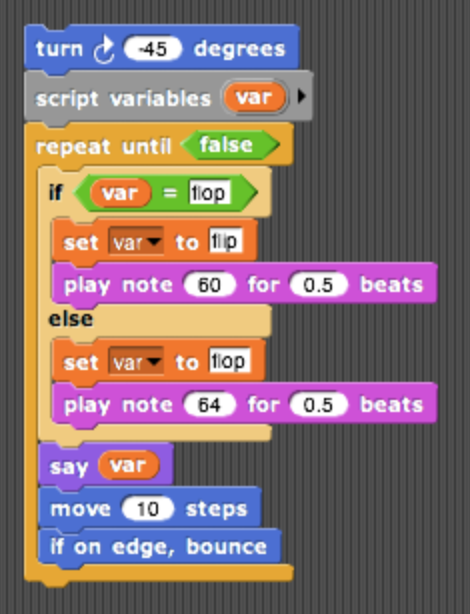 turn -45 degrees
script variables var
repeat until false
if var = flop
set var to flip
play note 60 for 0.5 beats
else
set var to flop
play note 64 for 0.5 beats
say var
move 10 steps
if on edge, bounce